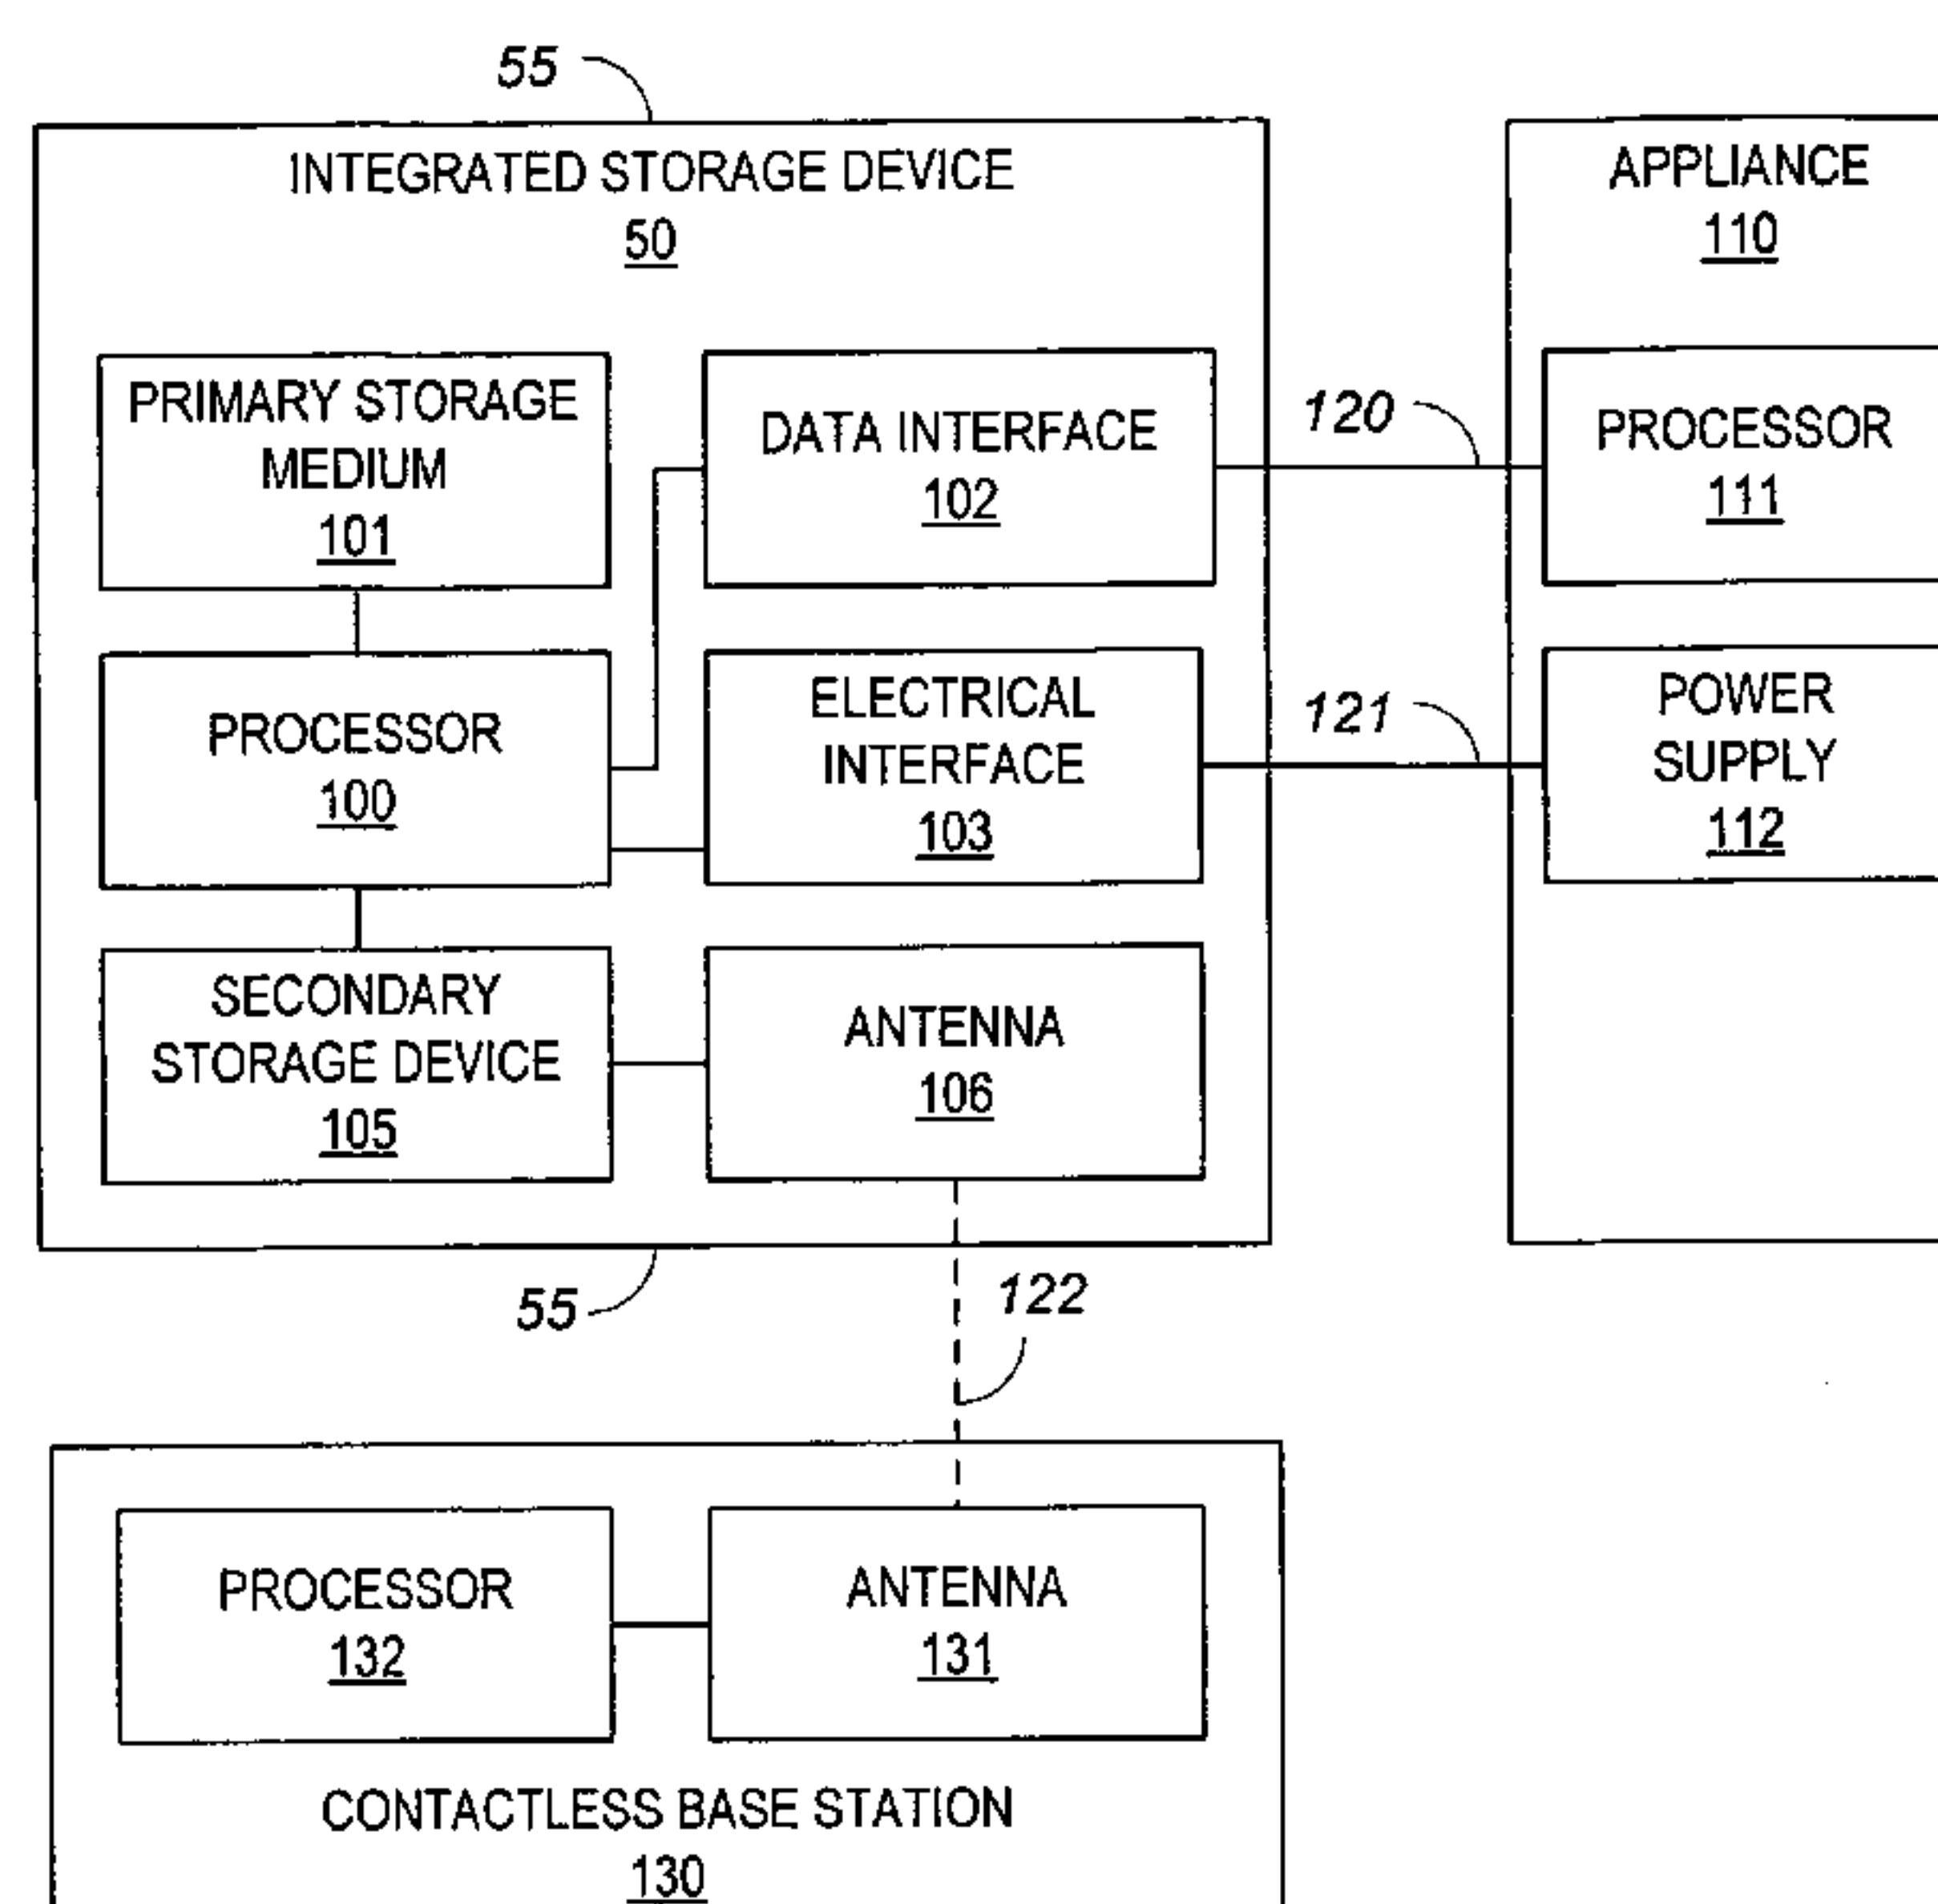 55
INTEGRATED STORAGE DEVICE
50
PRIMARY STORAGE
MEDIUM
101
DATA INTERFACE
102
PROCESSOR
100
ELECTRICAL
INTERFACE
103
SECONDARY
STORAGE DEVICE
105
ANTENNA
106
55
120
121
APPLIANCE
110
PROCESSOR
111
POWER
SUPPLY
112
122
PROCESSOR
132
ANTENNA
131
CONTACTLESS BASE STATION
130